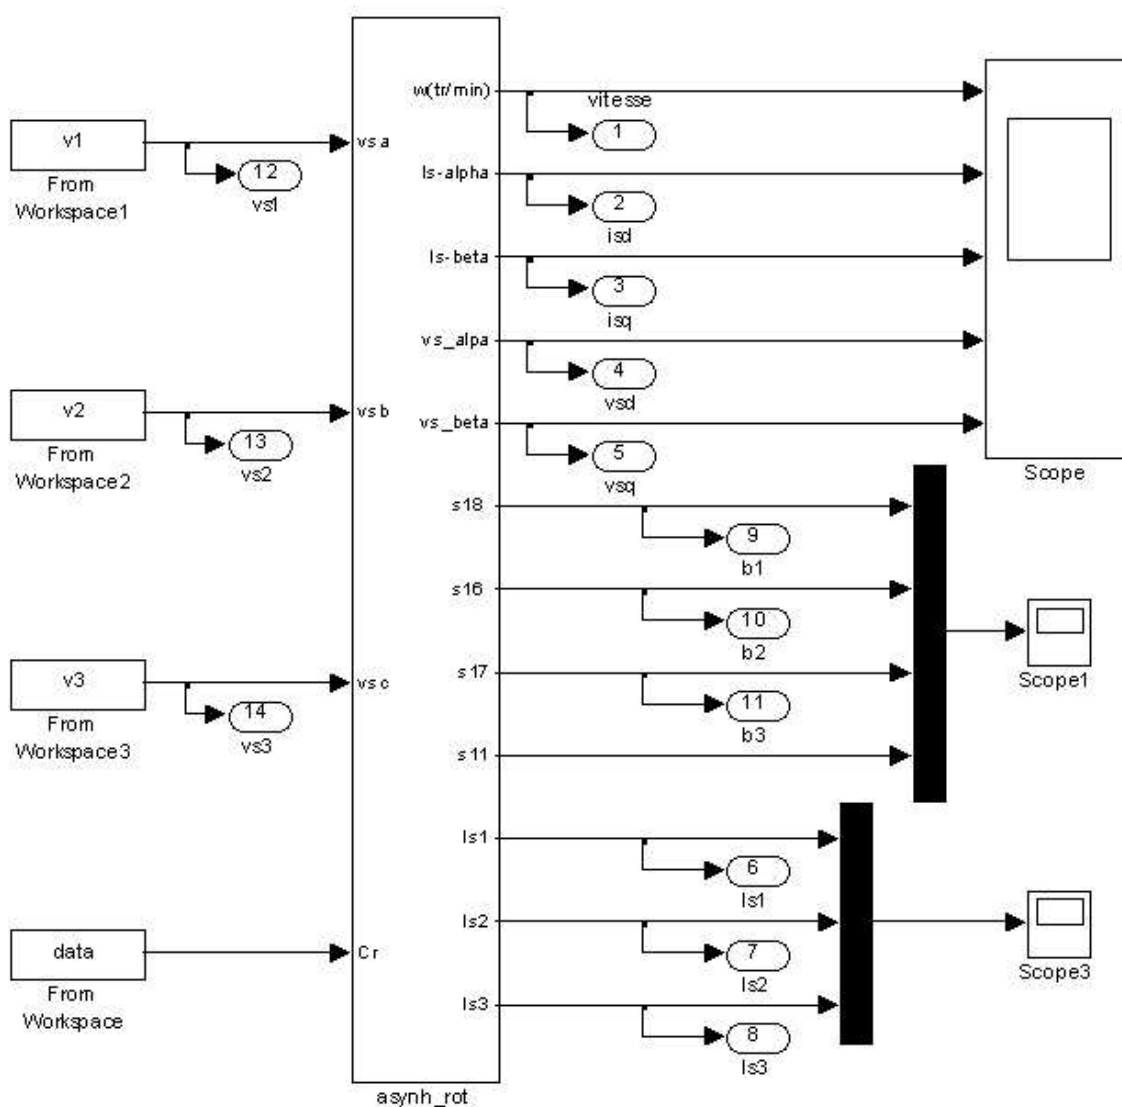 v1
From
Workspace1
12
vs1
v2
From
Workspace2
13
vs2
v3
From
Workspace3
14
vs3
data
From
Workspace
vsa
vsb
vsc
Cr
w(tr/min)
Is-alpha
Is-beta
vs_alpa
vs_beta
s18
s16
s17
s11
Is1
Is2
Is3
asynh_rot
vitesse
1
2
isd
3
isq
4
vsd
5
vsq
9
b1
10
b2
11
b3
6
Is1
7
Is2
8
Is3
Scope
Scope1
Scope3